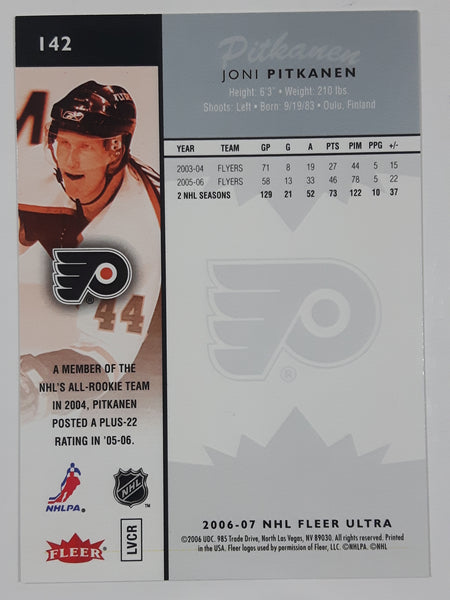 142
Pitkanen
JONI PITKANEN
Height: 6'3" • Weight: 210 lbs.
Shoots: Left • Born: 9/19/83 • Oulu, Finland
YEAR TEAM GP G A PTS PIM PPG +/-
2003-04 FLYERS 71 8 19 27 44 5 15
2005-06 FLYERS 58 13 33 46 78 5 22
2 NHL SEASONS 129 21 52 73 122 10 37
44
®
A MEMBER OF THE
NHL'S ALL-ROOKIE TEAM
IN 2004, PITKANEN
POSTED A PLUS-22
RATING IN '05-06.
NHLPA
NHL
FLEER
LVCR
2006-07 NHL FLEER ULTRA
©2006 UDC. 985 Trade Drive, North Las Vegas, NV 89030. All rights reserved. Printed
in the USA. Fleer logos used by permission of Fleer, LLC. ©NHLPA. ©NHL